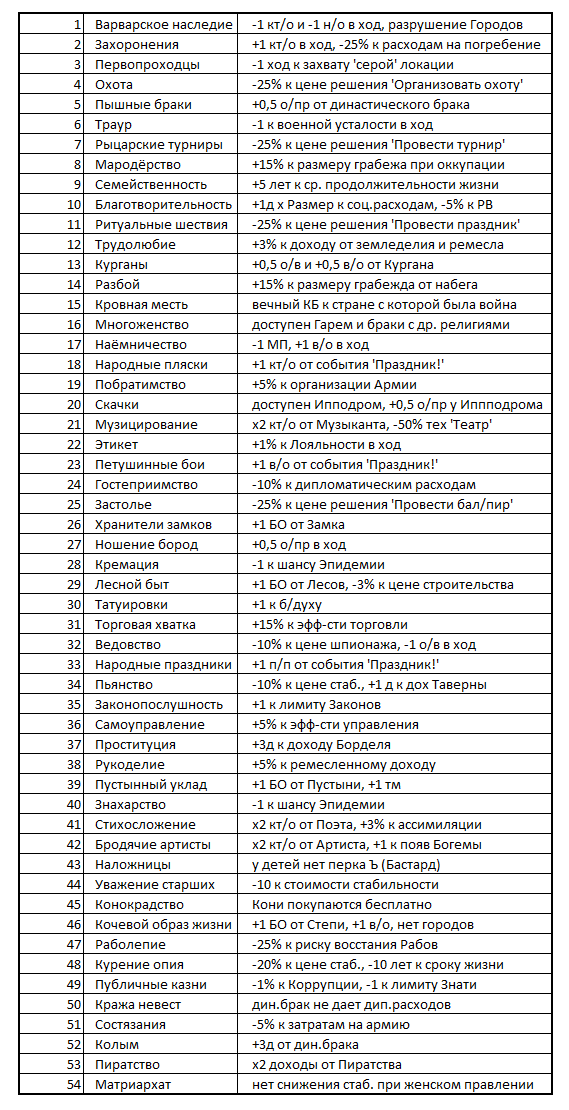 1 Варварское наследие -1 кт/о и -1 н/о в ход, разрушение Городов
2 Захоронения +1 кт/о в ход, -25% к расходам на погребение
3 Первопроходцы -1 ход к захвату 'серой' локации
4 Охота -25% к цене решения 'Организовать охоту'
5 Пышные браки +0,5 о/пр от династического брака
6 Траур -1 к военной усталости в ход
7 Рыцарские турниры -25% к цене решения 'Провести турнир'
8 Мародёрство +15% к размеру грабежа при оккупации
9 Семейственность +5 лет к ср. продолжительности жизни
10 Благотворительность +1д х Размер к соц.расходам, -5% к РВ
11 Ритуальные шествия -25% к цене решения 'Провести праздник'
12 Трудолюбие +3% к доходу от земледелия и ремесла
13 Курганы +0,5 о/в и +0,5 в/о от Кургана
14 Разбой +15% к размеру грабежда от набега
15 Кровная месть вечный КБ к стране с которой была война
16 Многоженство доступен Гарем и браки с др. религиями
17 Наёмничество -1 МП, +1 в/о в ход
18 Народные пляски +1 кт/о от события 'Праздник!'
19 Побратимство +5% к организации Армии
20 Скачки доступен Ипподром, +0,5 о/пр у Иппподрома
21 Музицирование х2 кт/о от Музыканта, -50% тех 'Театр'
22 Этикет +1% к Лояльности в ход
23 Петушинные бои +1 в/о от события 'Праздник!'
24 Гостеприимство -10% к дипломатическим расходам
25 Застолье -25% к цене решения 'Провести бал/пир'
26 Хранители замков +1 БО от Замка
27 Ношение бород +0,5 о/пр в ход
28 Кремация -1 к шансу Эпидемии
29 Лесной быт +1 БО от Лесов, -3% к цене строительства
30 Татуировки +1 к б/духу
31 Торговая хватка +15% к эфф-сти торговли
32 Ведовство -10% к цене шпионажа, -1 о/в в ход
33 Народные праздники +1 п/п от события 'Праздник!'
34 Пьянство -10% к цене стаб., +1 д к дох Таверны
35 Законопослушность +1 к лимиту Законов
36 Самоуправление +5% к эфф-сти управления
37 Проституция +3д к доходу Борделя
38 Рукоделие +5% к ремесленному доходу
39 Пустынный уклад +1 БО от Пустыни, +1 тм
40 Знахарство -1 к шансу Эпидемии
41 Стихосложение х2 кт/о от Поэта, +3% к ассимиляции
42 Бродячие артисты х2 кт/о от Артиста, +1 к появ Богемы
43 Наложницы у детей нет перка Ъ (Бастард)
44 Уважение старших -10 к стоимости стабильности
45 Конокрадство Кони покупаются бесплатно
46 Кочевой образ жизни +1 БО от Степи, +1 в/о, нет городов
47 Раболепие -25% к риску восстания Рабов
48 Курение опия -20% к цене стаб., -10 лет к сроку жизни
49 Публичные казни -1% к Коррупции, -1 к лимиту Знати
50 Кража невест дин.брак не дает дип.расходов
51 Состязания -5% к затратам на армию
52 Колым +3д от дин.брака
53 Пиратство х2 доходы от Пиратства
54 Матриархат нет снижения стаб. при женском правлении